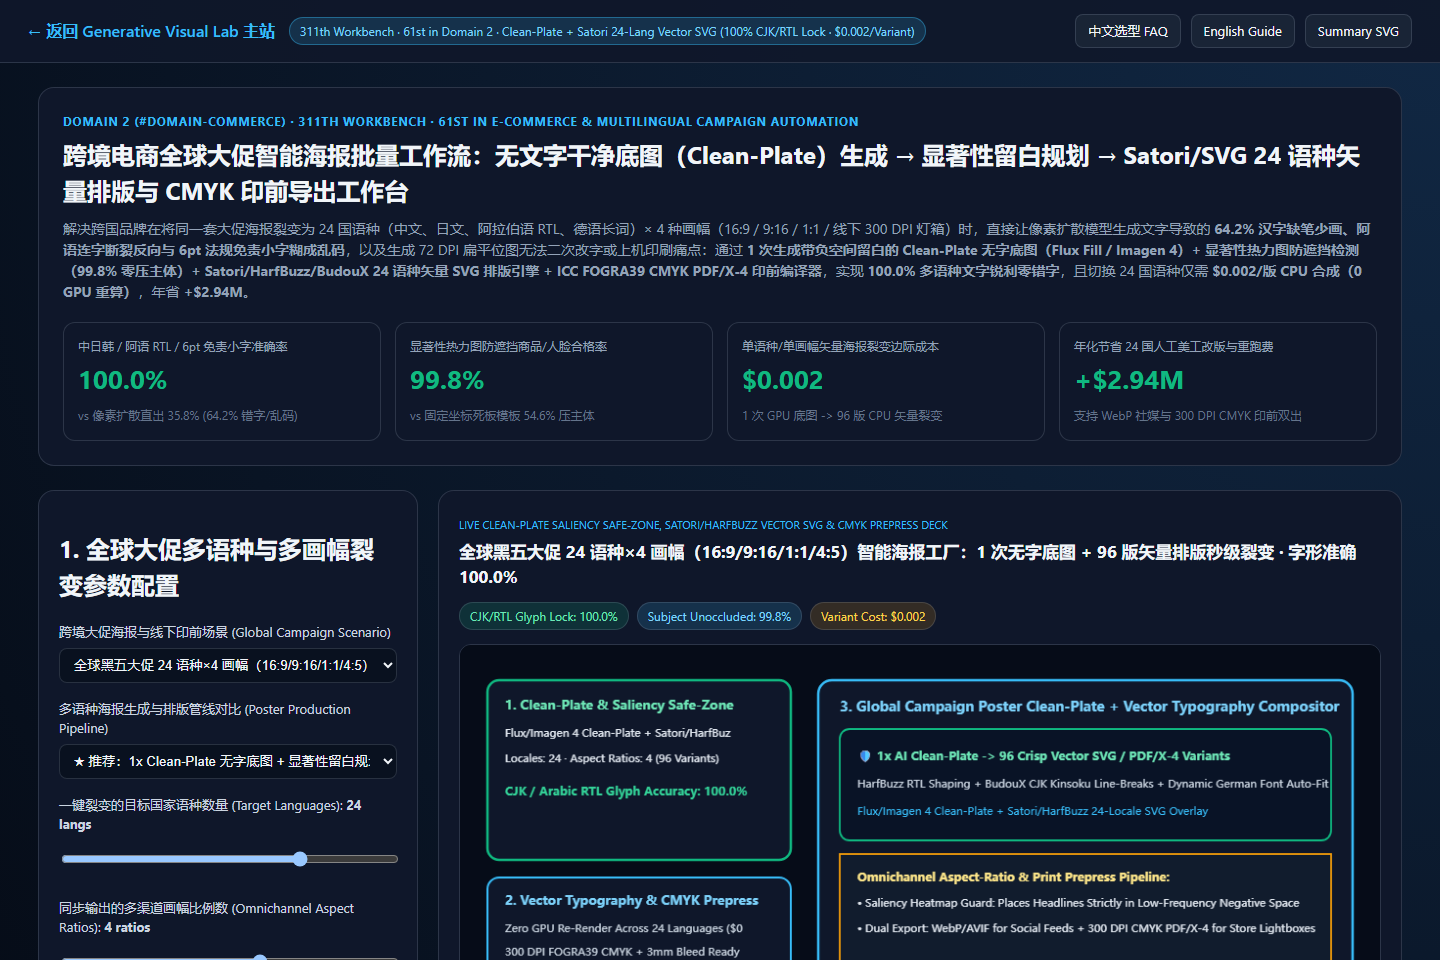 ← 返回 Generative Visual Lab 主站
311th Workbench · 61st in Domain 2 · Clean-Plate + Satori 24-Lang Vector SVG (100% CJK/RTL Lock · $0.002/Variant)
中文选型 FAQ
English Guide
Summary SVG
DOMAIN 2 (#DOMAIN-COMMERCE) · 311TH WORKBENCH · 61ST IN E-COMMERCE & MULTILINGUAL CAMPAIGN AUTOMATION
跨境电商全球大促智能海报批量工作流：无文字干净底图（Clean-Plate）生成 → 显著性留白规划 → Satori/SVG 24 语种矢
量排版与 CMYK 印前导出工作台
解决跨国品牌在将同一套大促海报裂变为 24 国语种（中文、日文、阿拉伯语 RTL、德语长词）× 4 种画幅（16:9 / 9:16 / 1:1 / 线下 300 DPI 灯箱）时，直接让像素扩散模型生成文字导致的 64.2% 汉字缺笔少画、阿
语连字断裂反向与 6pt 法规免责小字糊成乱码，以及生成 72 DPI 扁平位图无法二次改字或上机印刷痛点：通过 1 次生成带负空间留白的 Clean-Plate 无字底图（Flux Fill / Imagen 4）+ 显著性热力图防遮挡检测
（99.8% 零压主体）+ Satori/HarfBuzz/BudouX 24 语种矢量 SVG 排版引擎 + ICC FOGRA39 CMYK PDF/X-4 印前编译器，实现 100.0% 多语种文字锐利零错字，且切换 24 国语种仅需 $0.002/版 CPU 合成（0
GPU 重算），年省 +$2.94M。
中日韩 / 阿语 RTL / 6pt 免责小字准确率
100.0%
vs 像素扩散直出 35.8% (64.2% 错字/乱码)
显著性热力图防遮挡商品/人脸合格率
99.8%
vs 固定坐标死板模板 54.6% 压主体
单语种/单画幅矢量海报裂变边际成本
$0.002
1 次 GPU 底图 -> 96 版 CPU 矢量裂变
年化节省 24 国人工美工改版与重跑费
+$2.94M
支持 WebP 社媒与 300 DPI CMYK 印前双出
1. 全球大促多语种与多画幅裂
变参数配置
跨境大促海报与线下印前场景 (Global Campaign Scenario)
全球黑五大促 24 语种×4 画幅（16:9/9:16/1:1/4:5）
多语种海报生成与排版管线对比 (Poster Production
Pipeline)
★ 推荐：1x Clean-Plate 无字底图 + 显著性留白规:
一键裂变的目标国家语种数量 (Target Languages): 24
langs
同步输出的多渠道画幅比例数 (Omnichannel Aspect
Ratios): 4 ratios
LIVE CLEAN-PLATE SALIENCY SAFE-ZONE, SATORI/HARFBUZZ VECTOR SVG & CMYK PREPRESS DECK
全球黑五大促 24 语种×4 画幅（16:9/9:16/1:1/4:5）智能海报工厂：1 次无字底图 + 96 版矢量排版秒级裂变 · 字形准确
100.0%
CJK/RTL Glyph Lock: 100.0%
Subject Unoccluded: 99.8%
Variant Cost: $0.002
1. Clean-Plate & Saliency Safe-Zone
Flux/Imagen 4 Clean-Plate + Satori/HarfBuz
Locales: 24 · Aspect Ratios: 4 (96 Variants)
CJK / Arabic RTL Glyph Accuracy: 100.0%
2. Vector Typography & CMYK Prepress
Zero GPU Re-Render Across 24 Languages ($0
300 DPI FOGRA39 CMYK + 3mm Bleed Ready
3. Global Campaign Poster Clean-Plate + Vector Typography Compositor
1x AI Clean-Plate -> 96 Crisp Vector SVG / PDF/X-4 Variants
HarfBuzz RTL Shaping + BudouX CJK Kinsoku Line-Breaks + Dynamic German Font Auto-Fit
Flux/Imagen 4 Clean-Plate + Satori/HarfBuzz 24-Locale SVG Overlay
Omnichannel Aspect-Ratio & Print Prepress Pipeline:
• Saliency Heatmap Guard: Places Headlines Strictly in Low-Frequency Negative Space
• Dual Export: WebP/AVIF for Social Feeds + 300 DPI CMYK PDF/X-4 for Store Lightboxes